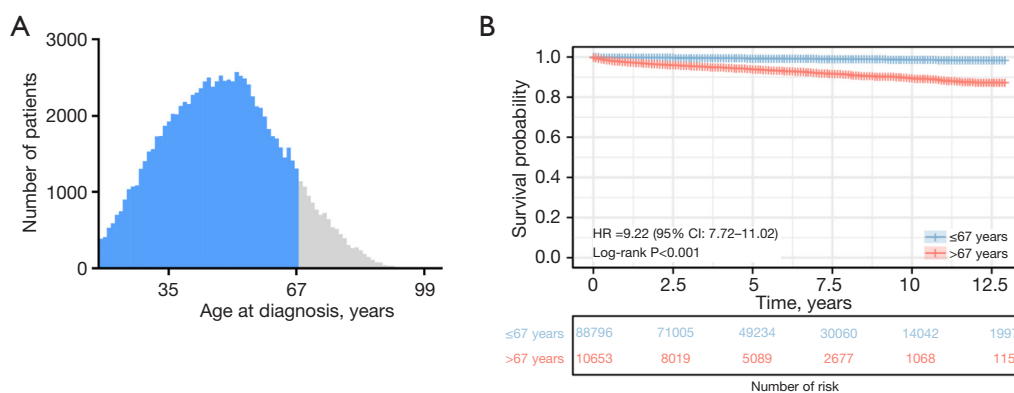 A
3000
2000
1000
0
Number of patients
35 67 99
Age at diagnosis, years
B
1.0
0.8
0.6
0.4
0.2
0.0
Survival probability
HR =9.22 (95% CI: 7.72–11.02)
Log-rank P<0.001
≤67 years
>67 years
0 2.5 5 7.5 10 12.5
Time, years
≤67 years 88796 71005 49234 30060 14042 1997
>67 years 10653 8019 5089 2677 1068 115
Number of risk